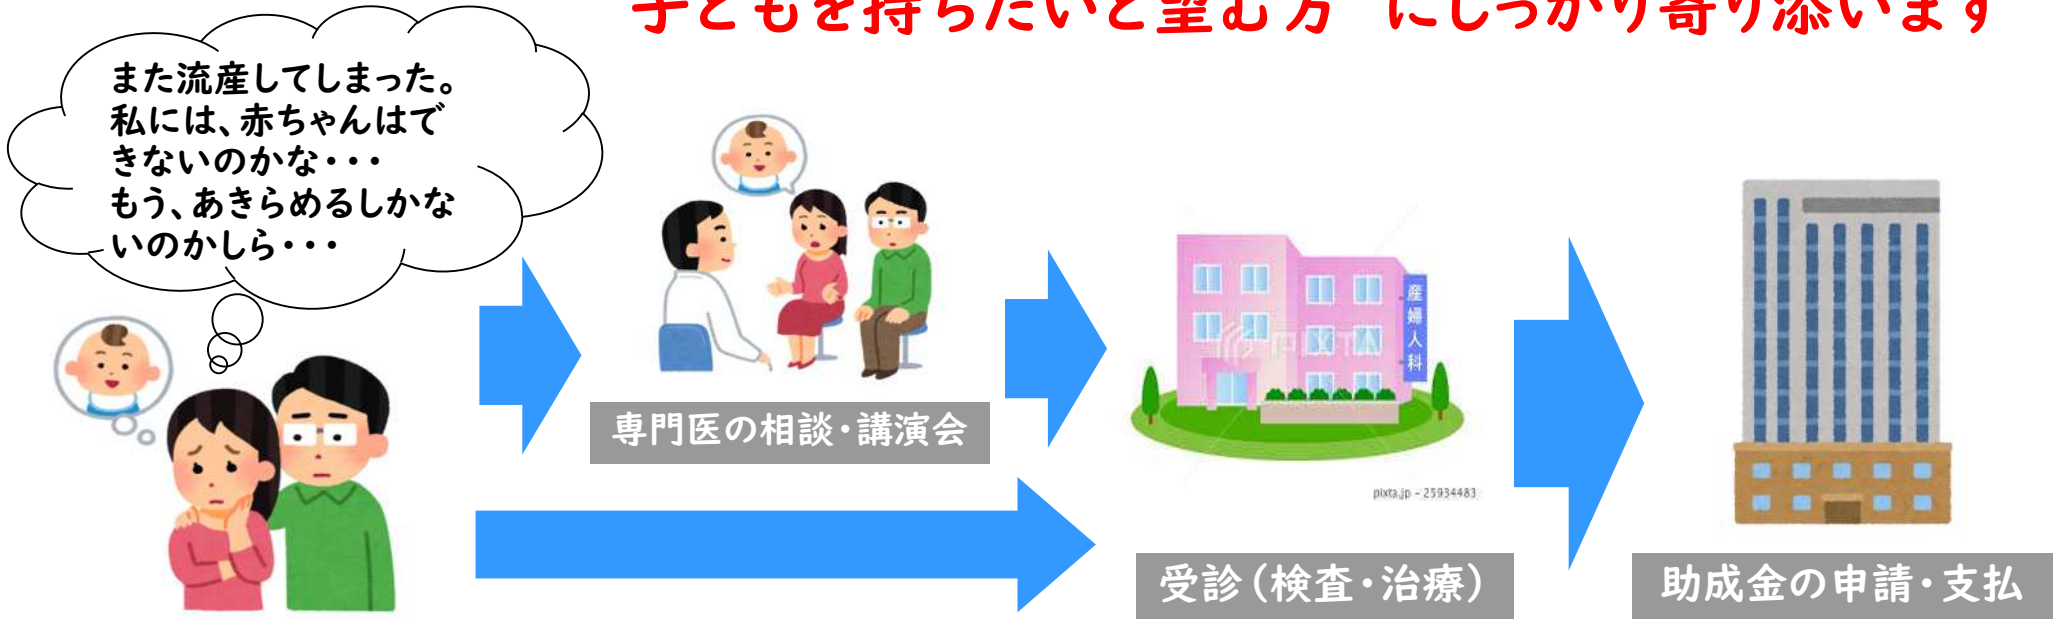 子どもを持ちたいと望む方 にしっかり寄り添います
また流産してしまった。
私には、赤ちゃんはで
きないのかな・・・
もう、あきらめるしかな
いのかしら・・・
専門医の相談・講演会
産婦人科
PIXTA
pixta.jp - 25934483
受診（検査・治療）
助成金の申請・支払